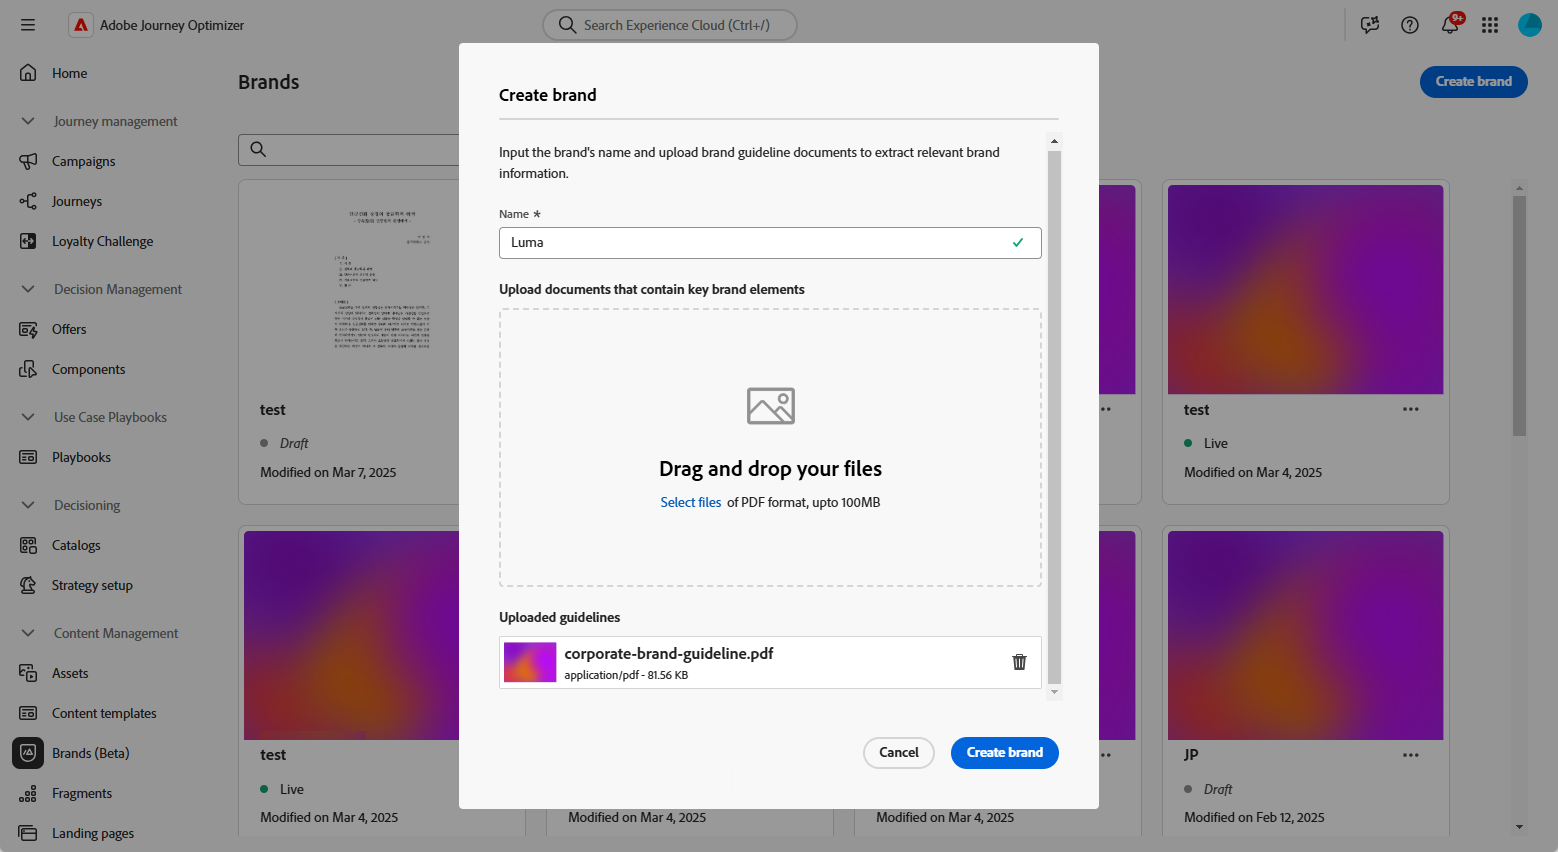 Adobe Journey Optimizer
Search Experience Cloud (Ctrl+/)
9+
Home
Journey management
Campaigns
Journeys
Loyalty Challenge
Decision Management
Offers
Components
Use Case Playbooks
Playbooks
Decisioning
Catalogs
Strategy setup
Content Management
Assets
Content templates
Brands (Beta)
Fragments
Landing pages
Brands
Create brand
test
Draft
Modified on Mar 7, 2025
test
Live
Modified on Mar 4, 2025
test
Live
Modified on Mar 4, 2025
Modified on Mar 4, 2025
Modified on Mar 4, 2025
JP
Draft
Modified on Feb 12, 2025
Create brand
Input the brand's name and upload brand guideline documents to extract relevant brand
information.
Name *
Luma
Upload documents that contain key brand elements
Drag and drop your files
Select files of PDF format, upto 100MB
Uploaded guidelines
corporate-brand-guideline.pdf
application/pdf - 81.56 KB
Cancel
Create brand